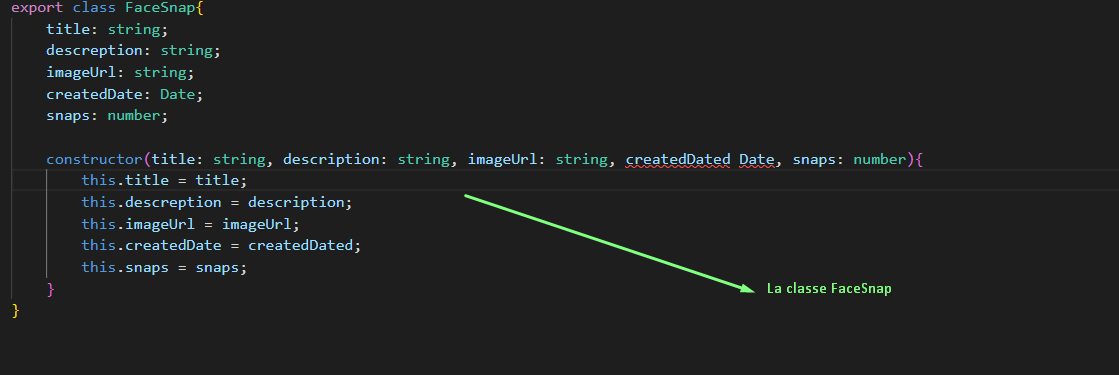 export class FaceSnap{
title: string;
descreption: string;
imageUrl: string;
createdDate: Date;
snaps: number;
constructor(title: string, description: string, imageUrl: string, createdDated Date, snaps: number){
this.title = title;
this.descreption = description;
this.imageUrl = imageUrl;
this.createdDate = createdDated;
this.snaps = snaps;
}
La classe FaceSnap
}